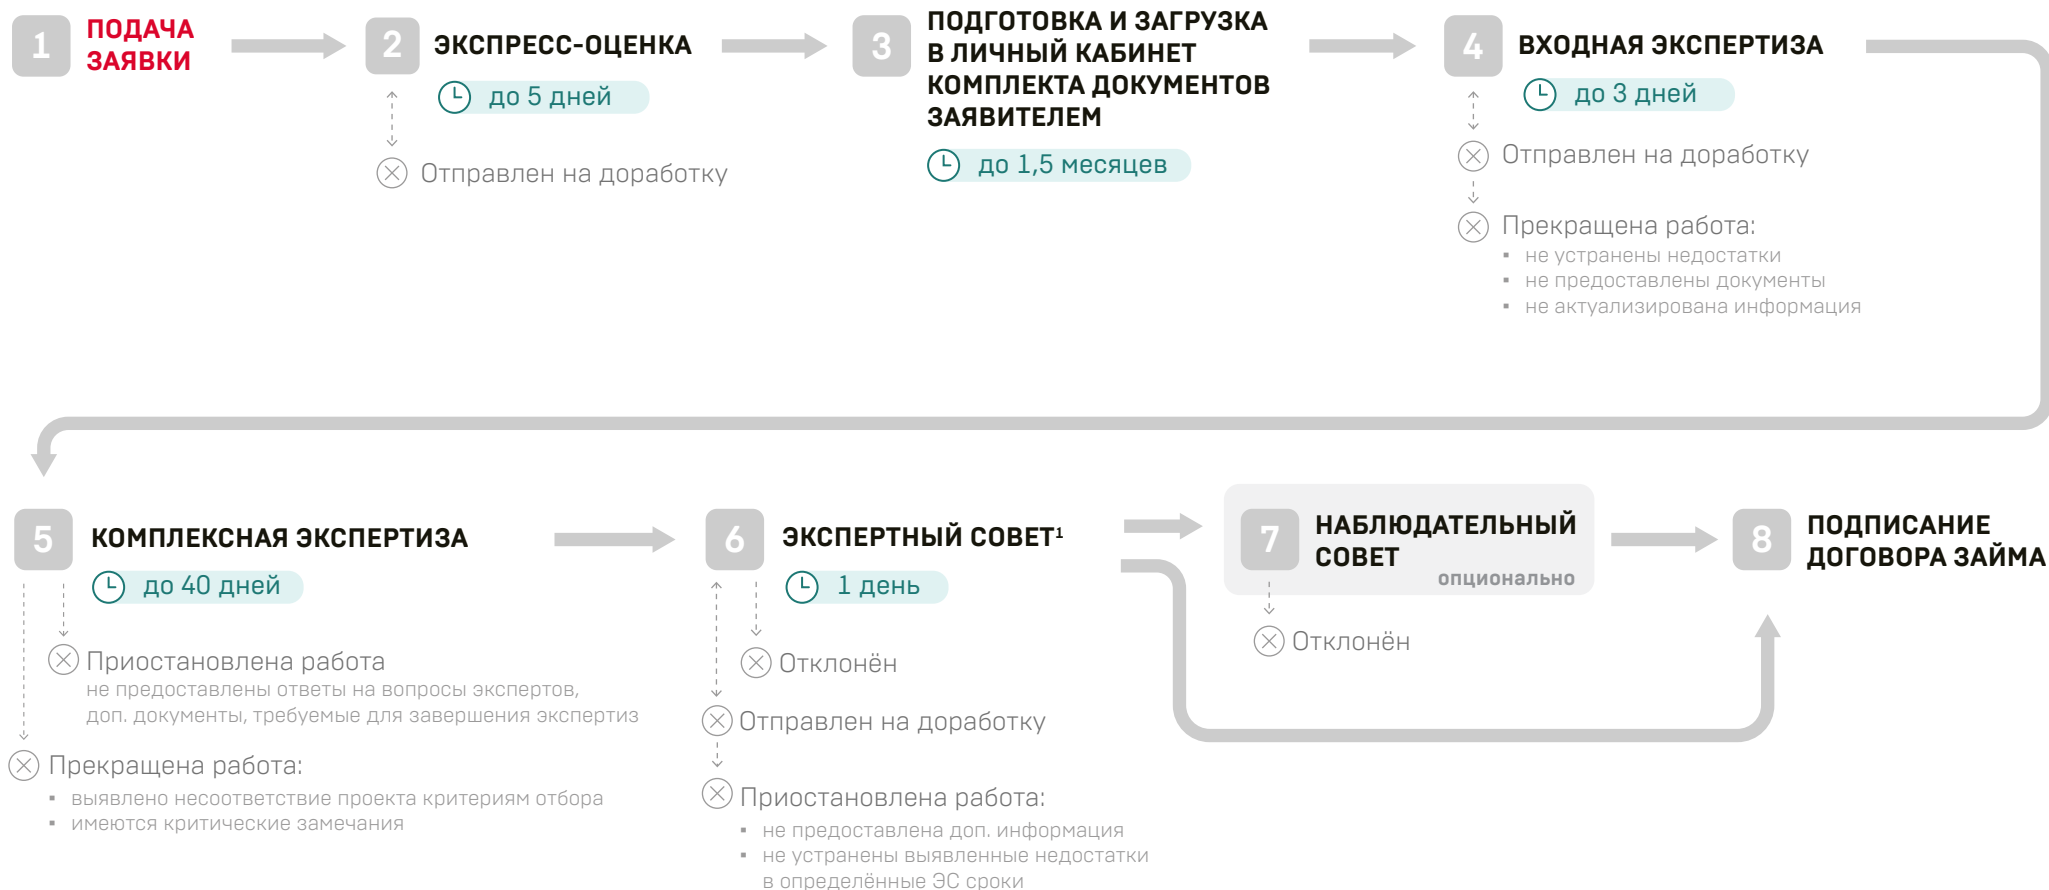 1
ПОДАЧА
ЗАЯВКИ
2
ЭКСПРЕСС-ОЦЕНКА
до 5 дней
Отправлен на доработку
3
ПОДГОТОВКА И ЗАГРУЗКА
В ЛИЧНЫЙ КАБИНЕТ
КОМПЛЕКТА ДОКУМЕНТОВ
ЗАЯВИТЕЛЕМ
до 1,5 месяцев
4
ВХОДНАЯ ЭКСПЕРТИЗА
до 3 дней
Отправлен на доработку
Прекращена работа:
▪ не устранены недостатки
▪ не предоставлены документы
▪ не актуализирована информация
5
КОМПЛЕКСНАЯ ЭКСПЕРТИЗА
до 40 дней
Приостановлена работа
не предоставлены ответы на вопросы экспертов,
доп. документы, требуемые для завершения экспертиз
Прекращена работа:
▪ выявлено несоответствие проекта критериям отбора
▪ имеются критические замечания
6
ЭКСПЕРТНЫЙ СОВЕТ¹
1 день
Отклонён
Отправлен на доработку
Приостановлена работа:
▪ не предоставлена доп. информация
▪ не устранены выявленные недостатки
в определённые ЭС сроки
7
НАБЛЮДАТЕЛЬНЫЙ
СОВЕТ
опционально
Отклонён
8
ПОДПИСАНИЕ
ДОГОВОРА ЗАЙМА